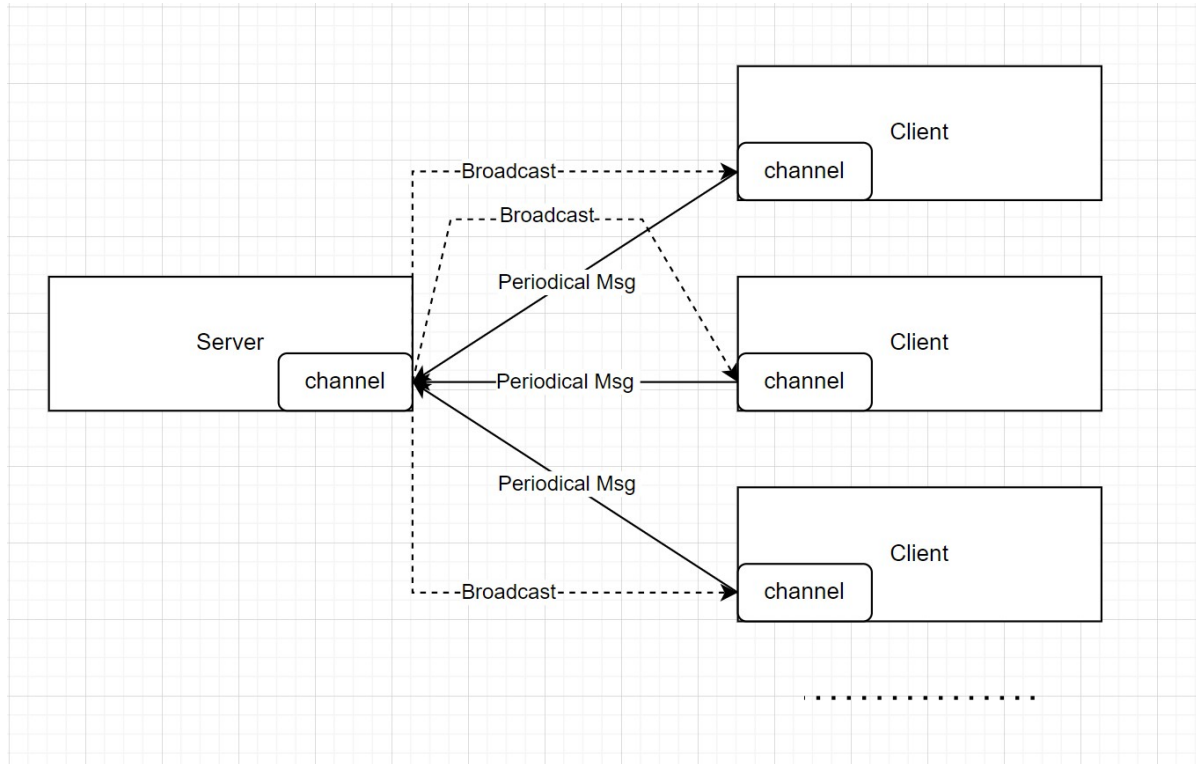 Client
channel
Broadcast
Broadcast
Periodical Msg
Server
channel
Periodical Msg
Client
channel
Periodical Msg
Client
channel
Broadcast